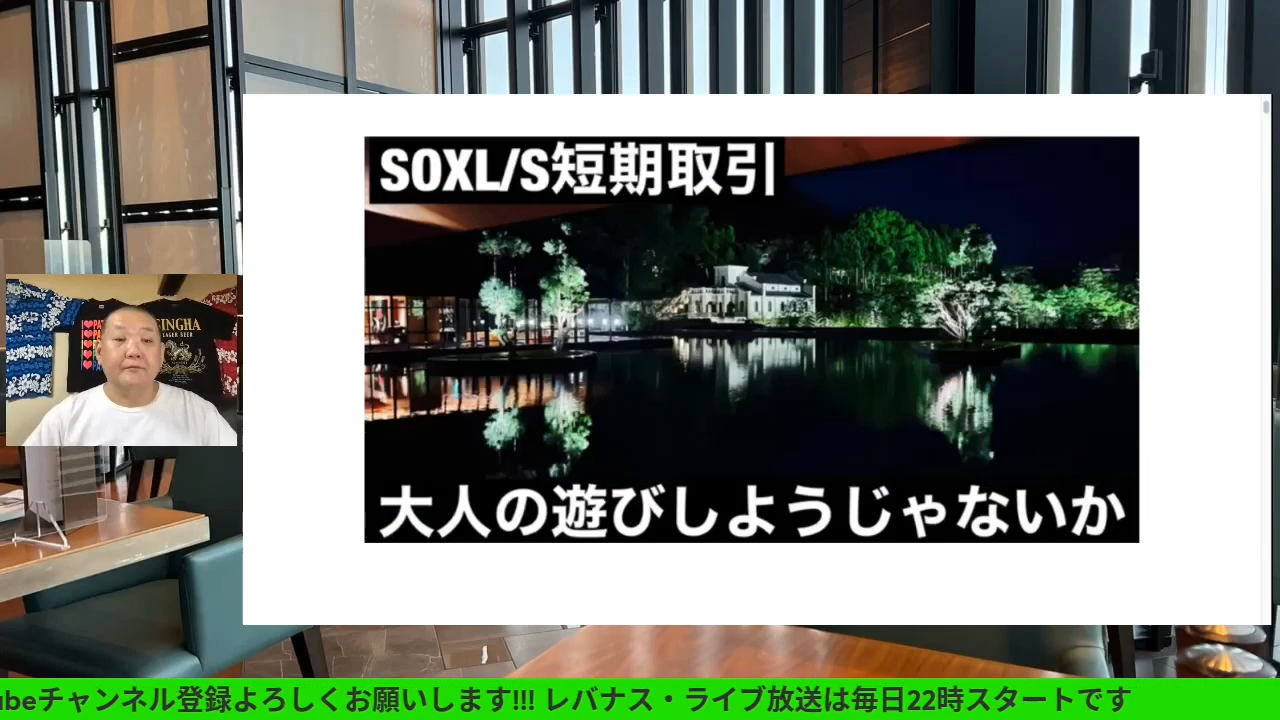 SOXL/S短期取引
SINGHA
LAGER BEER
大人の遊びしようじゃないか
ubeチャンネル登録よろしくお願いします!!! レバナス・ライブ放送は毎日22時スタートです